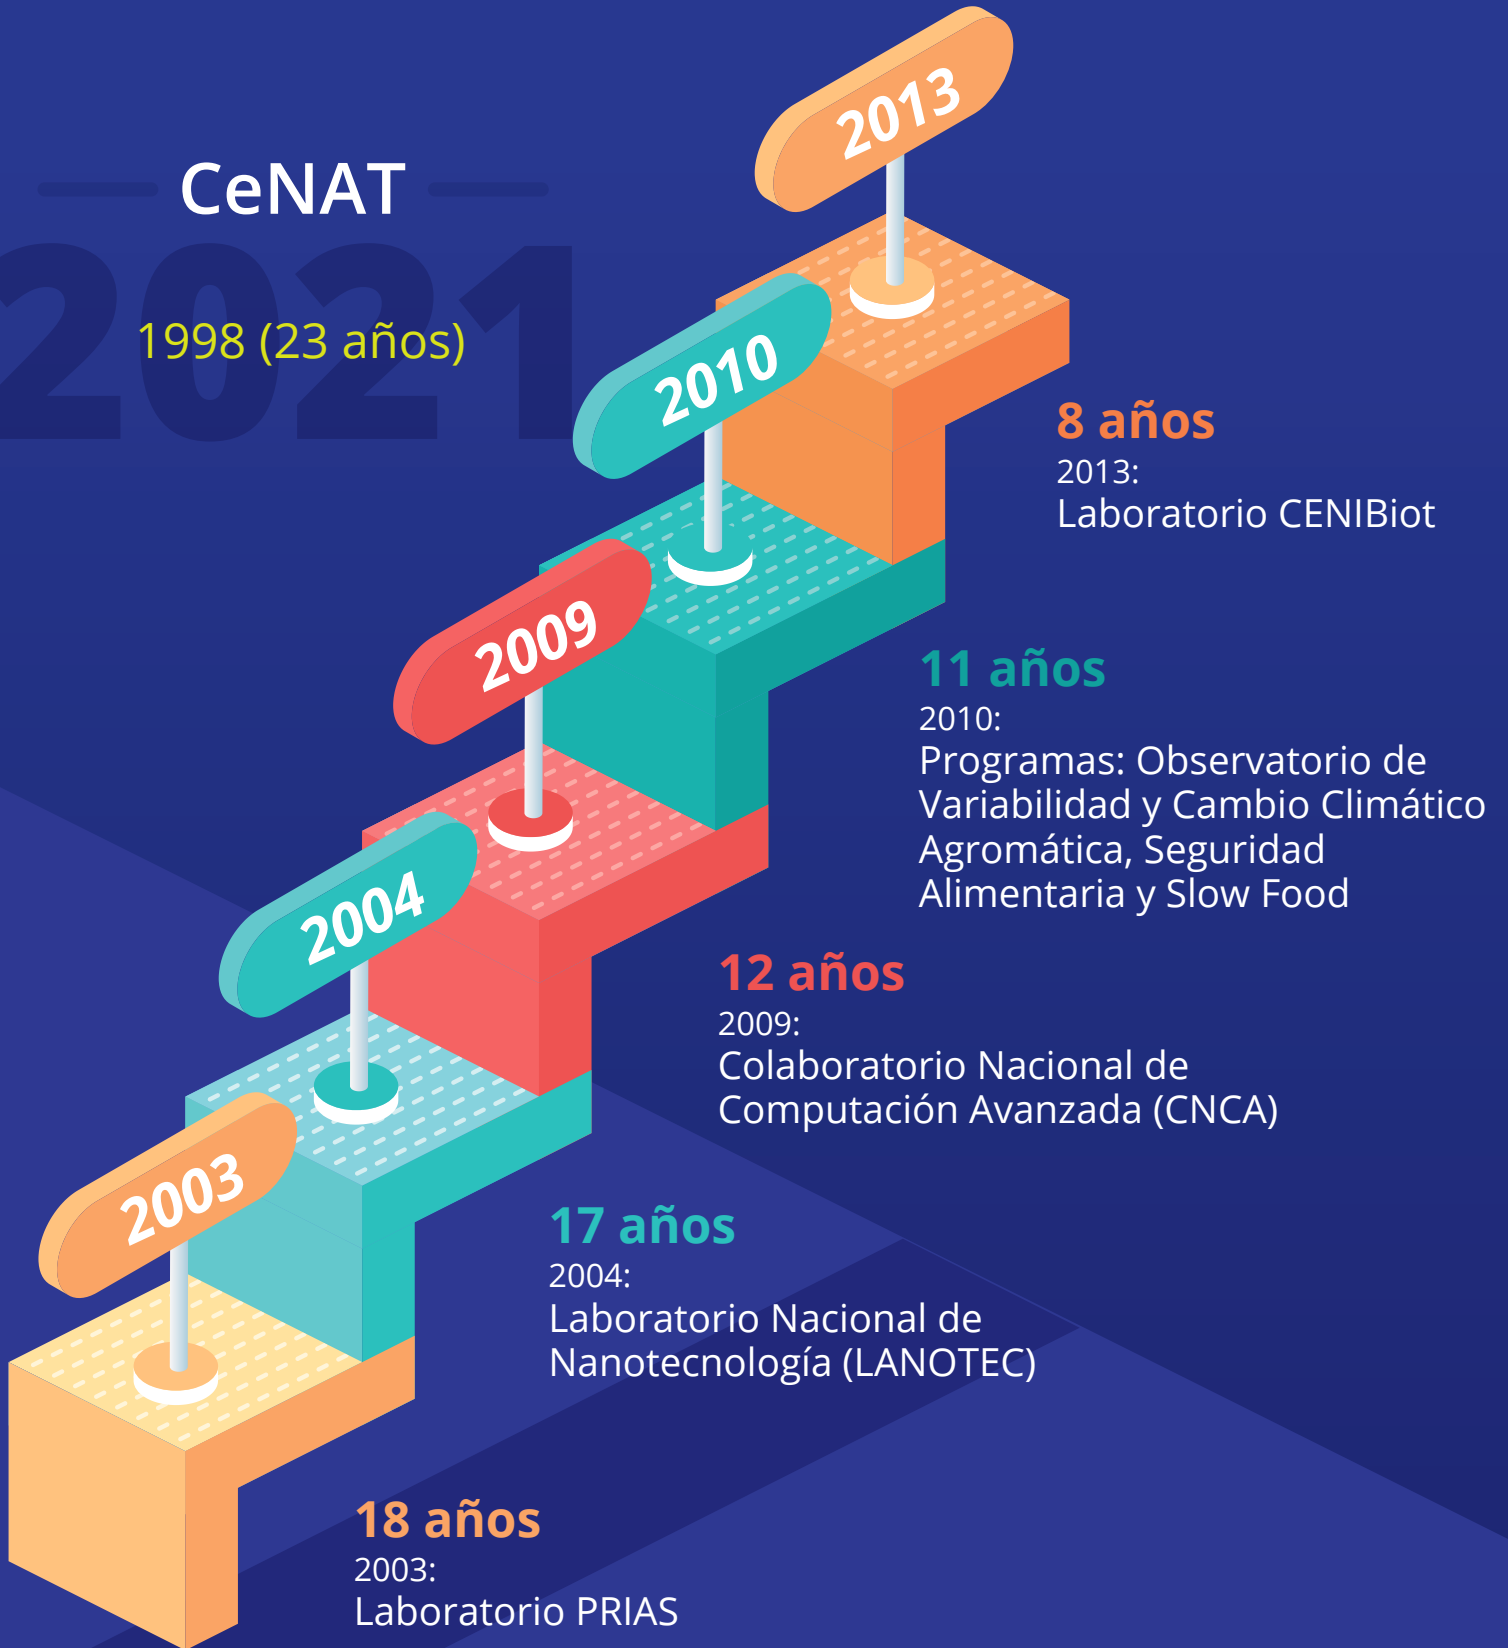 CeNAT
2021
1998 (23 años)
2013
8 años
2013:
Laboratorio CENIBiot
2010
11 años
2010:
Programas: Observatorio de
Variabilidad y Cambio Climático
Agromática, Seguridad
Alimentaria y Slow Food
2009
12 años
2009:
Colaboratorio Nacional de
Computación Avanzada (CNCA)
2004
17 años
2004:
Laboratorio Nacional de
Nanotecnología (LANOTEC)
2003
18 años
2003:
Laboratorio PRIAS